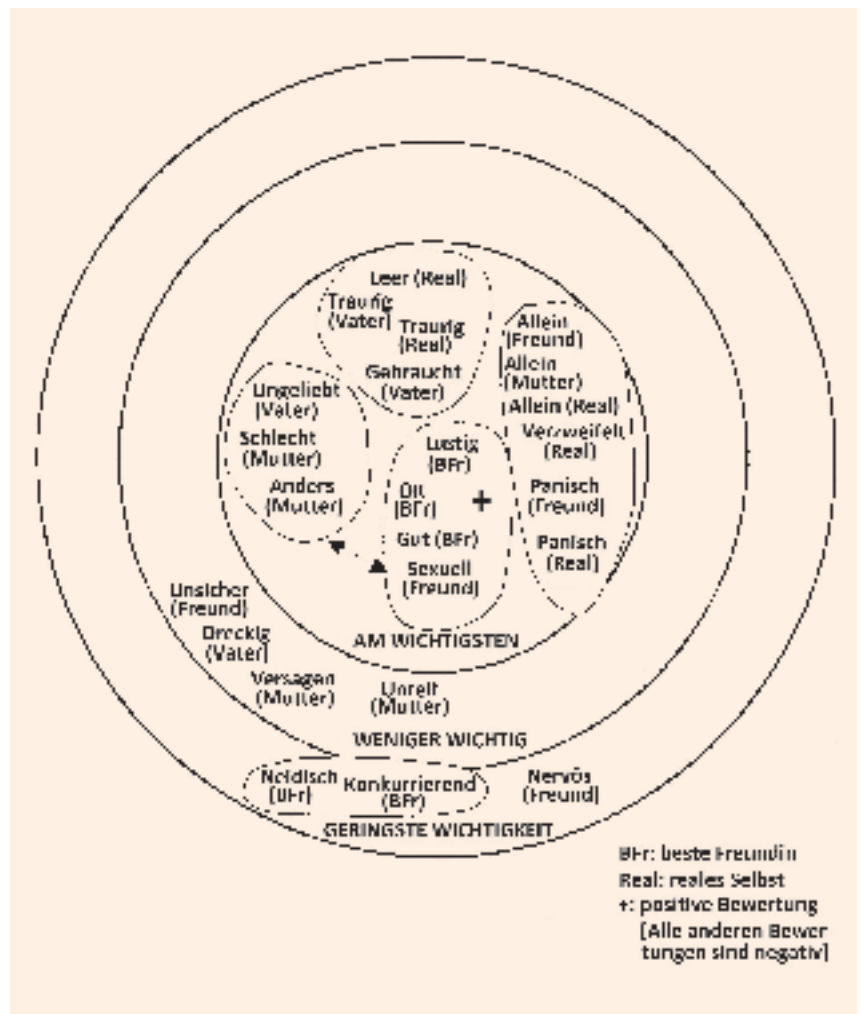 Leer (Real)
Traurig
(Vater)
Traurig
(Real)
Gebraucht
(Vater)
Allein
(Freund)
Allein
(Mutter)
Allein (Real)
Verzweifelt
(Real)
Panisch
(Freund)
Panisch
(Real)
Ungeliebt
(Vater)
Schlecht
(Mutter)
Anders
(Mutter)
Lustig
(BFr)
(BFr)
+
Gut (BFr)
Sexuell
(Freund)
AM WICHTIGSTEN
Unsicher
(Freund)
Dreckig
(Vater)
Versagen
(Mutter)
Unreif
(Mutter)
WENIGER WICHTIG
Neidisch
(BFr)
Konkurrierend
(BFr)
Nervös
(Freund)
GERINGSTE WICHTIGKEIT
BFr: beste Freundin
Real: reales Selbst
+: positive Bewertung
[Alle anderen Bewer
tungen sind negativ]